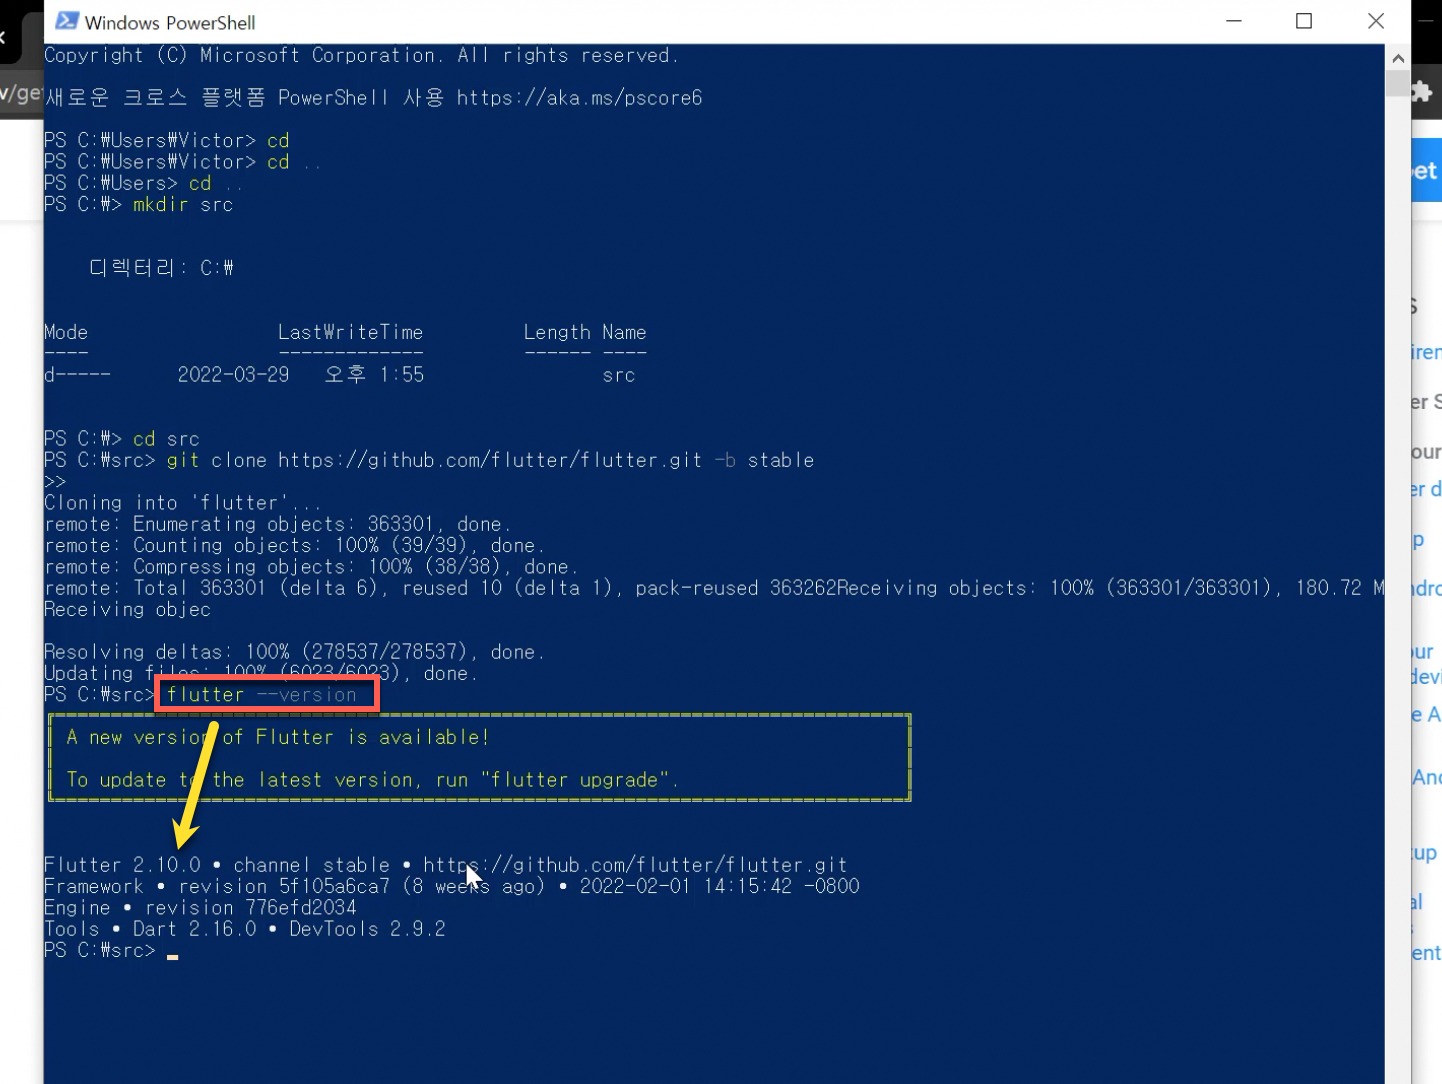 Windows PowerShell
Copyright (C) Microsoft Corporation. All rights reserved.
새로운 크로스 플랫폼 PowerShell 사용 https://aka.ms/pscore6
PS C:₩Users₩Victor> cd
PS C:₩Users₩Victor> cd ..
PS C:₩Users> cd ..
PS C:₩> mkdir src
디렉터리: C:₩
Mode LastWriteTime Length Name
---- ------------- ------ ----
d----- 2022-03-29 오후 1:55 src
PS C:₩> cd src
PS C:₩src> git clone https://github.com/flutter/flutter.git -b stable
>>
Cloning into 'flutter'...
remote: Enumerating objects: 363301, done.
remote: Counting objects: 100% (39/39), done.
remote: Compressing objects: 100% (38/38), done.
remote: Total 363301 (delta 6), reused 10 (delta 1), pack-reused 363262Receiving objects: 100% (363301/363301), 180.72 M
Receiving objec
Resolving deltas: 100% (278537/278537), done.
Updating files: 100% (6023/6023), done.
PS C:₩src> flutter --version
A new version of Flutter is available!
To update to the latest version, run "flutter upgrade".
Flutter 2.10.0 • channel stable • https://github.com/flutter/flutter.git
Framework • revision 5f105a6ca7 (8 weeks ago) • 2022-02-01 14:15:42 -0800
Engine • revision 776efd2034
Tools • Dart 2.16.0 • DevTools 2.9.2
PS C:₩src>